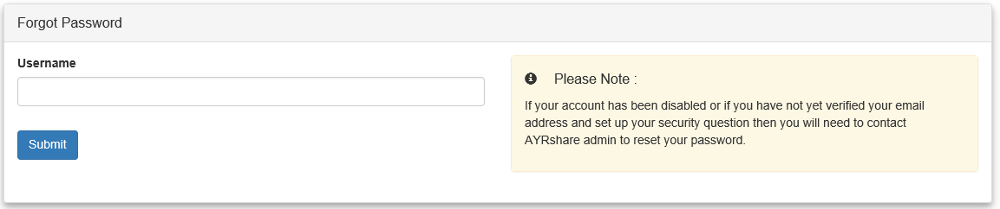 Forgot Password
Username
Submit
Please Note :
If your account has been disabled or if you have not yet verified your email
address and set up your security question then you will need to contact
AYRshare admin to reset your password.